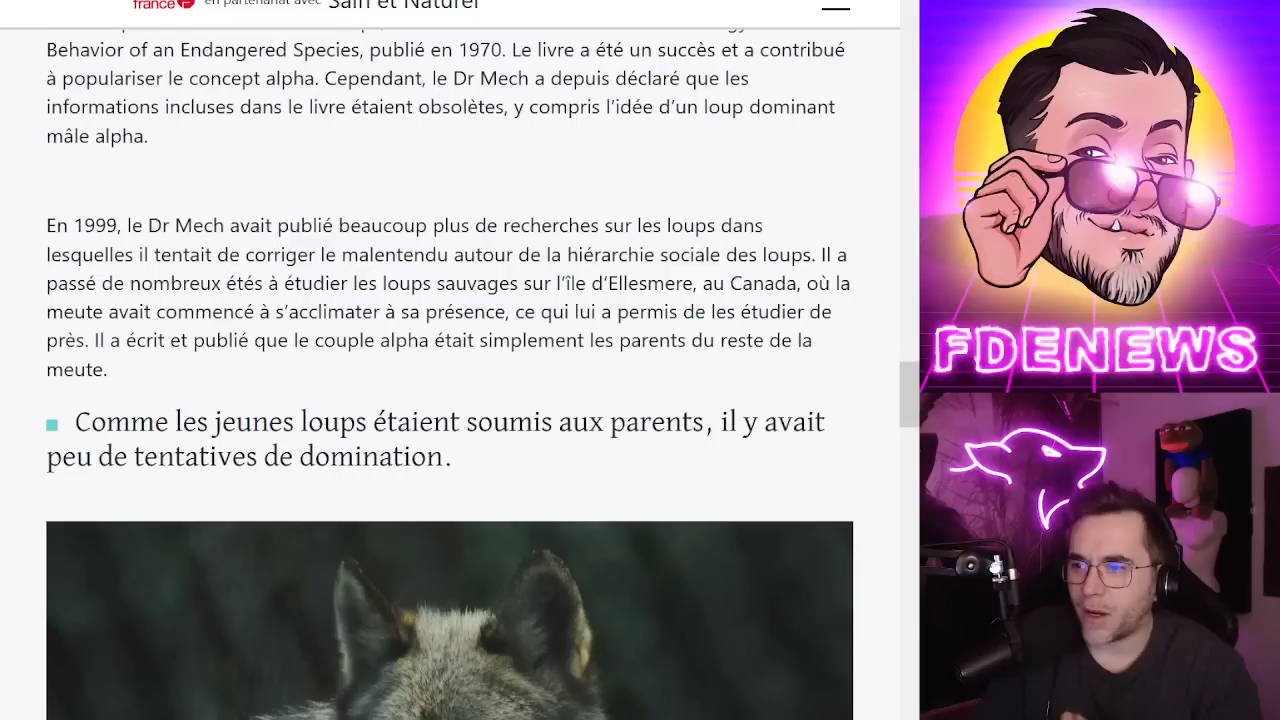 france
en partenariat avec Sain et Naturel
Behavior of an Endangered Species, publié en 1970. Le livre a été un succès et a contribué
à populariser le concept alpha. Cependant, le Dr Mech a depuis déclaré que les
informations incluses dans le livre étaient obsolètes, y compris l’idée d’un loup dominant
mâle alpha.
En 1999, le Dr Mech avait publié beaucoup plus de recherches sur les loups dans
lesquelles il tentait de corriger le malentendu autour de la hiérarchie sociale des loups. Il a
passé de nombreux étés à étudier les loups sauvages sur l’île d’Ellesmere, au Canada, où la
meute avait commencé à s’acclimater à sa présence, ce qui lui a permis de les étudier de
près. Il a écrit et publié que le couple alpha était simplement les parents du reste de la
meute.
Comme les jeunes loups étaient soumis aux parents, il y avait
peu de tentatives de domination.
FDENEWS